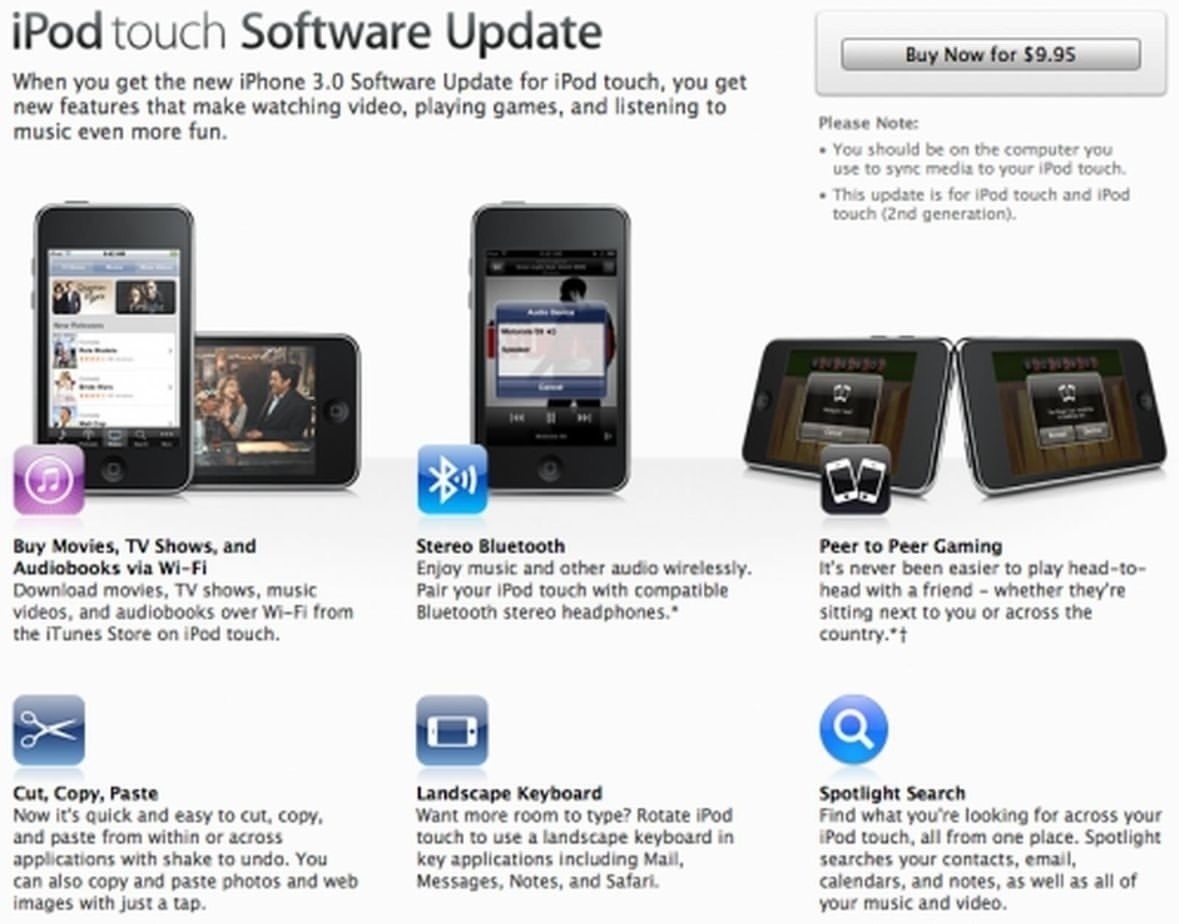 iPod touch Software Update
When you get the new iPhone 3.0 Software Update for iPod touch, you get
new features that make watching video, playing games, and listening to
music even more fun.
Buy Now for $9.95
Please Note:
• You should be on the computer you
use to sync media to your iPod touch.
• This update is for iPod touch and iPod
touch (2nd generation).
New Releases
Role Models
Bride Wars
Audio Device
Speaker
Cancel
Buy Movies, TV Shows, and
Audiobooks via Wi-Fi
Download movies, TV shows, music
videos, and audiobooks over Wi-Fi from
the iTunes Store on iPod touch.
Stereo Bluetooth
Enjoy music and other audio wirelessly.
Pair your iPod touch with compatible
Bluetooth stereo headphones.*
Peer to Peer Gaming
It's never been easier to play head-to-
head with a friend – whether they're
sitting next to you or across the
country.*†
Cut, Copy, Paste
Now it's quick and easy to cut, copy,
and paste from within or across
applications with shake to undo. You
can also copy and paste photos and web
images with just a tap.
Landscape Keyboard
Want more room to type? Rotate iPod
touch to use a landscape keyboard in
key applications including Mail,
Messages, Notes, and Safari.
Spotlight Search
Find what you're looking for across your
iPod touch, all from one place. Spotlight
searches your contacts, email,
calendars, and notes, as well as all of
your music and video.